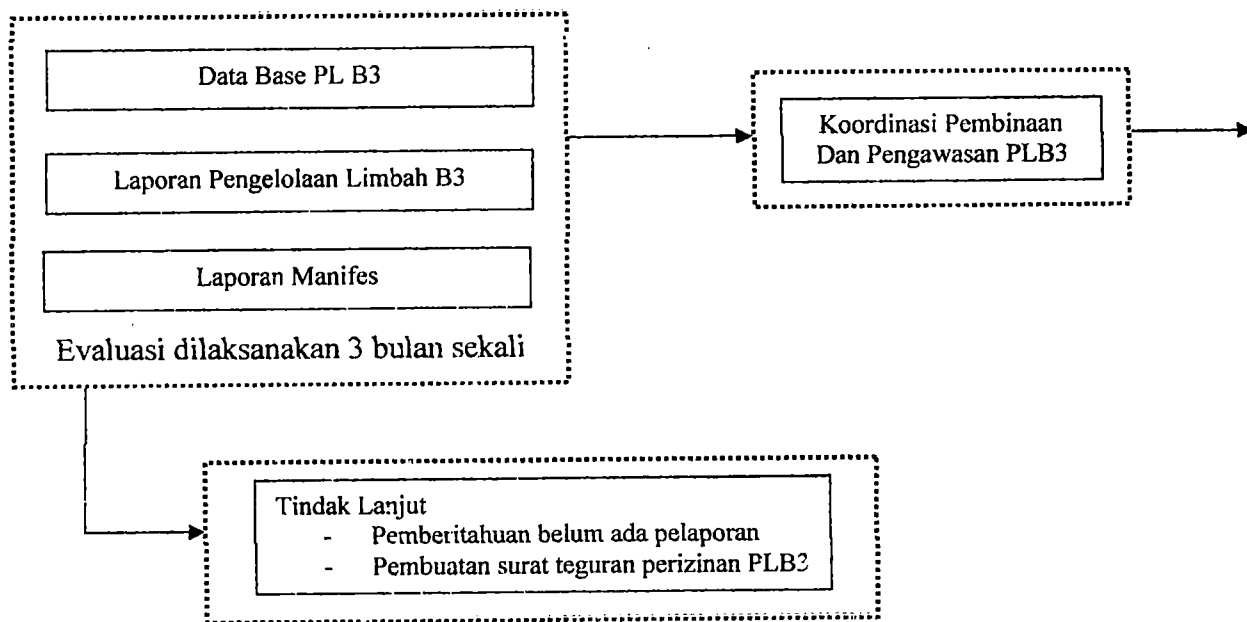 Data Base PL B3
Laporan Pengelolaan Limbah B3
Laporan Manifes
Evaluasi dilaksanakan 3 bulan sekali
Koordinasi Pembinaan
Dan Pengawasan PLB3
Tindak Lanjut
- Pemberitahuan belum ada pelaporan
- Pembuatan surat teguran perizinan PLB3